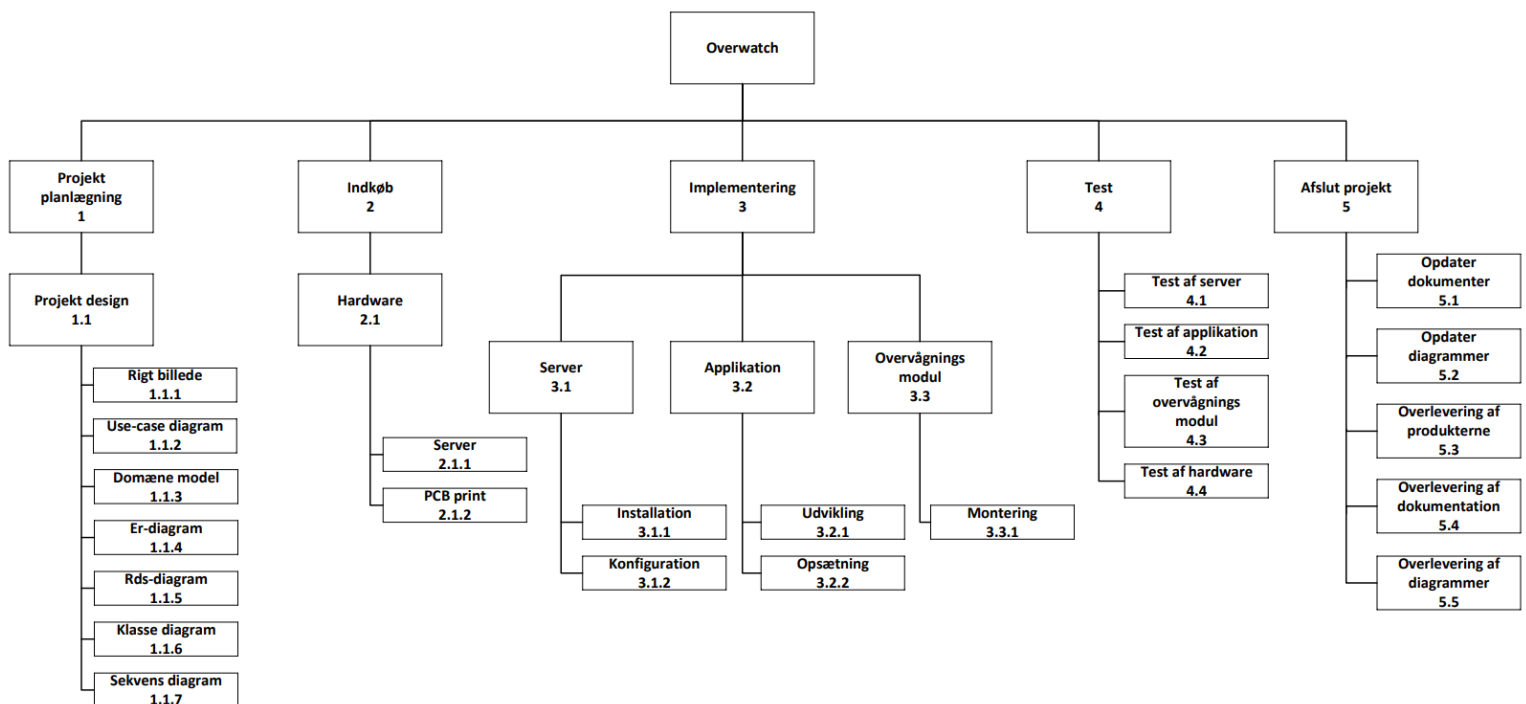 Overwatch
Projekt
planlægning
1
Indkøb
2
Implementering
3
Test
4
Afslut projekt
5
Projekt design
1.1
Hardware
2.1
Server
3.1
Applikation
3.2
Overvågnings
modul
3.3
Rigt billede
1.1.1
Use-case diagram
1.1.2
Domæne model
1.1.3
Er-diagram
1.1.4
Rds-diagram
1.1.5
Klasse diagram
1.1.6
Sekvens diagram
1.1.7
Server
2.1.1
PCB print
2.1.2
Installation
3.1.1
Konfiguration
3.1.2
Udvikling
3.2.1
Opsætning
3.2.2
Montering
3.3.1
Test af server
4.1
Test af applikation
4.2
Test af
overvågnings
modul
4.3
Test af hardware
4.4
Opdater
dokumenter
5.1
Opdater
diagrammer
5.2
Overlevering af
produkterne
5.3
Overlevering af
dokumentation
5.4
Overlevering af
diagrammer
5.5